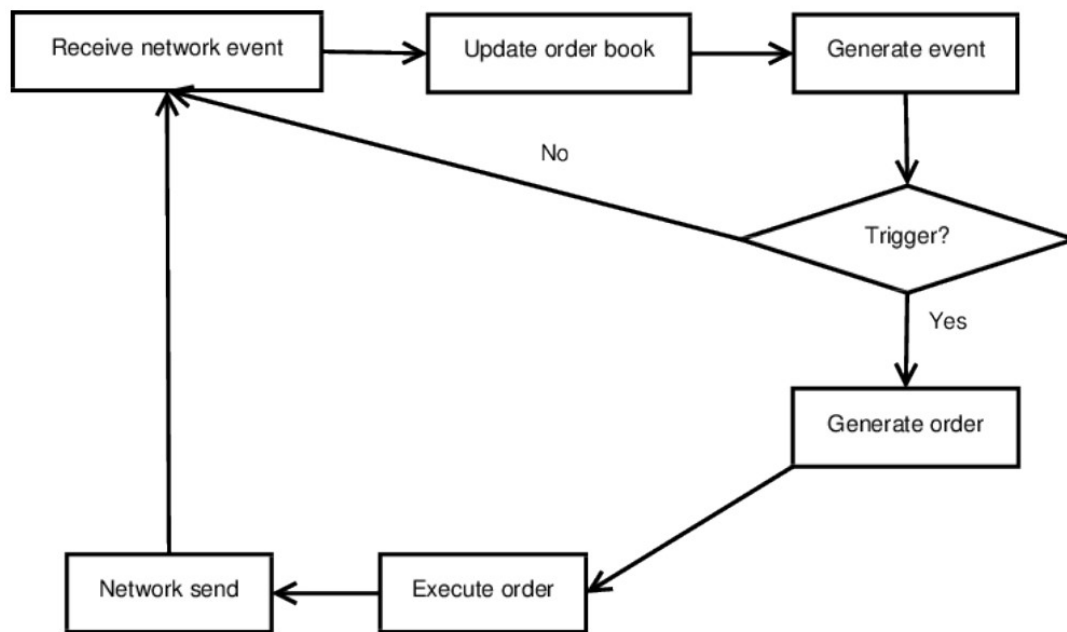 Receive network event
Update order book
Generate event
No
Trigger?
Yes
Generate order
Network send
Execute order